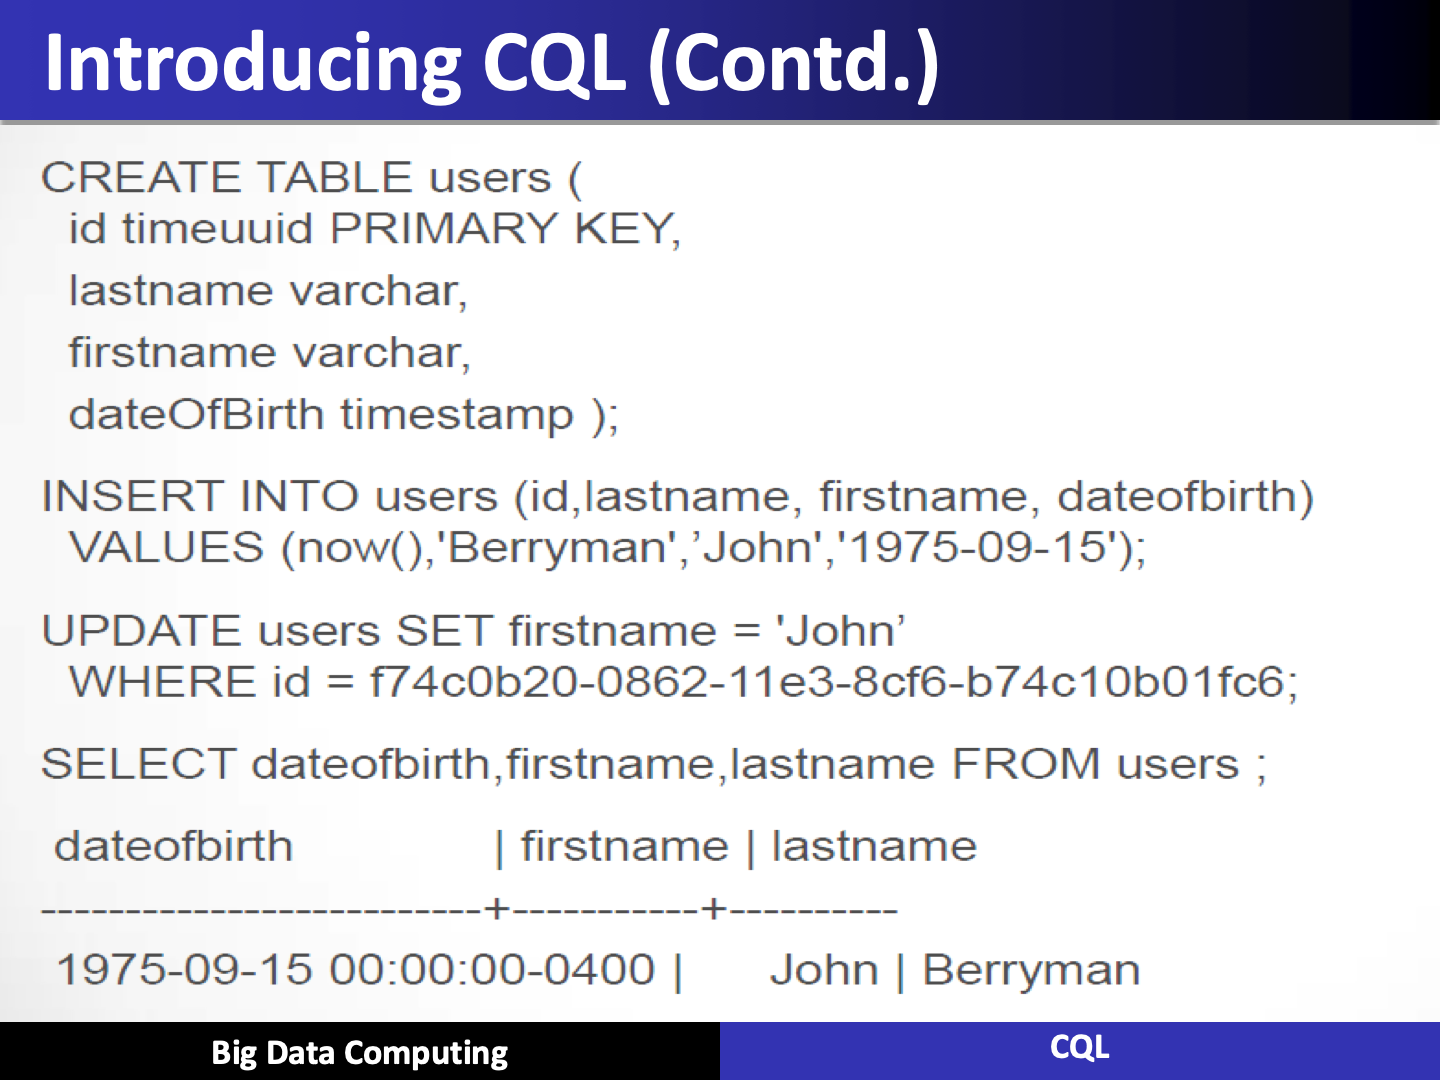 Introducing CQL (Contd.)
CREATE TABLE users (
id timeuuid PRIMARY KEY,
lastname varchar,
firstname varchar,
dateOfBirth timestamp );
INSERT INTO users (id,lastname, firstname, dateofbirth)
VALUES (now(),'Berryman',’John','1975-09-15');
UPDATE users SET firstname = 'John’
WHERE id = f74c0b20-0862-11e3-8cf6-b74c10b01fc6;
SELECT dateofbirth,firstname,lastname FROM users ;
dateofbirth | firstname | lastname
--------------------------+-----------+----------
1975-09-15 00:00:00-0400 | John | Berryman
Big Data Computing
CQL